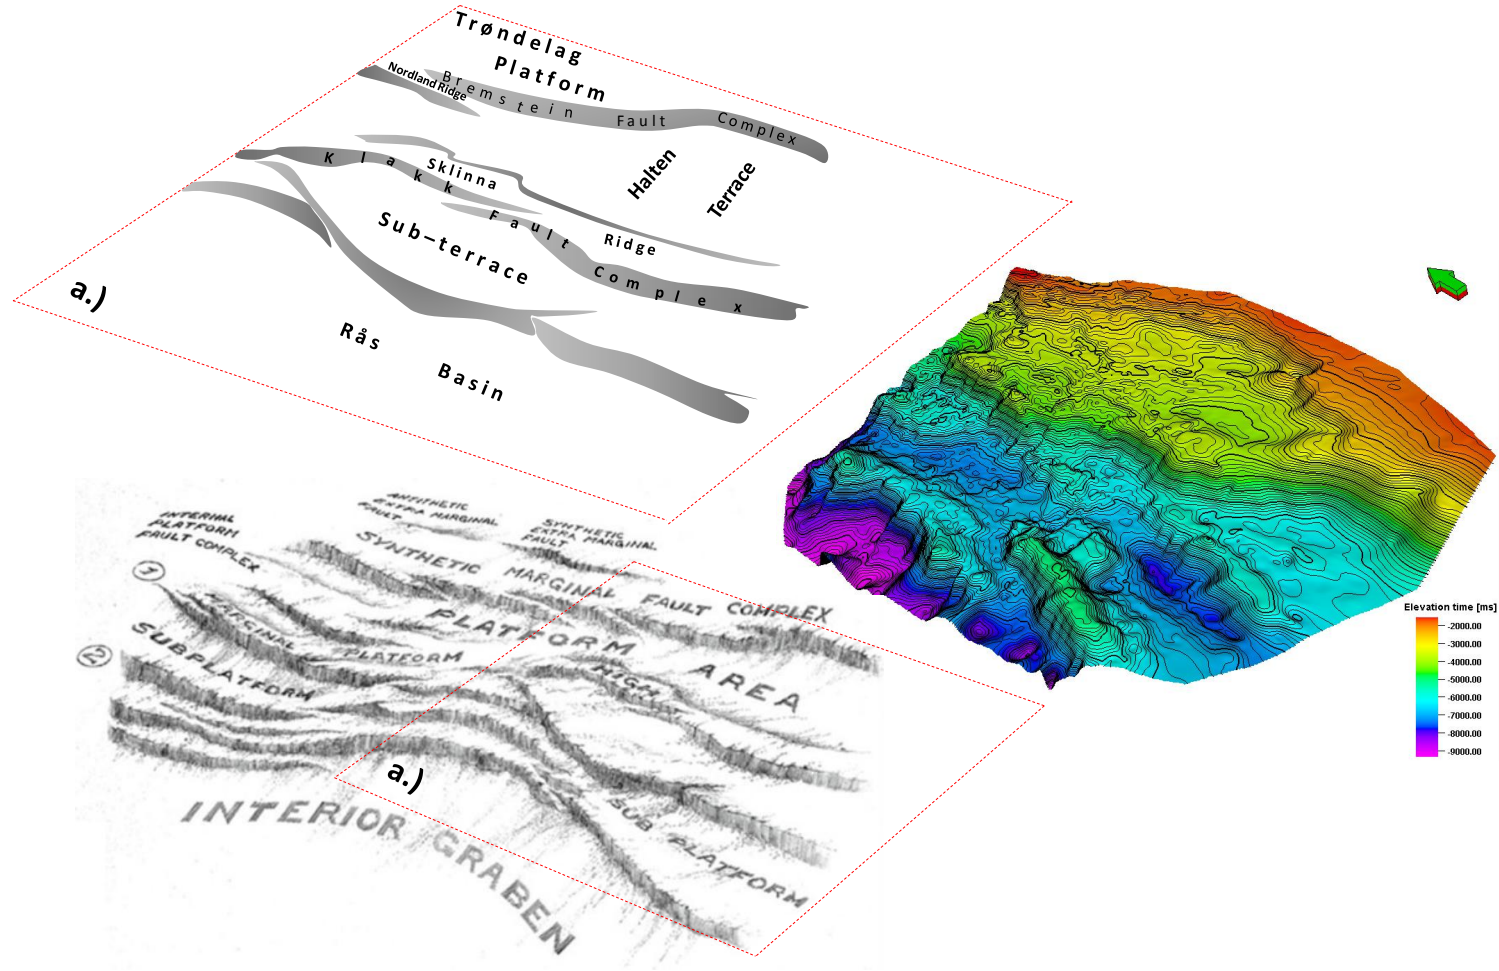 Trøndelag
Platform
Nordland Ridge
Bremstein Fault Complex
Halten
Terrace
Klakk
Sklinna
Fault
Ridge
Complex
Sub-terrace
a.)
Rås
Basin
ANTITHETIC
EXTRA MARGINAL
FAULT
SYNTHETIC
EXTRA MARGINAL
FAULT
INTERNAL
PLATFORM
FAULT COMPLEX
SYNTHETIC MARGINAL FAULT COMPLEX
1
PLATFORM
AREA
MARGINAL
PLATFORM
HIGH
2
SUBPLATFORM
a.)
SUB PLATFORM
INTERIOR GRABEN
Elevation time [ms]
-2000.00
-3000.00
-4000.00
-5000.00
-6000.00
-7000.00
-8000.00
-9000.00